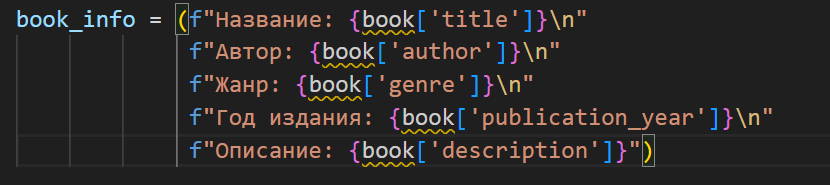 book_info = (f"Название: {book['title']}\n"
f"Автор: {book['author']}\n"
f"Жанр: {book['genre']}\n"
f"Год издания: {book['publication_year']}\n"
f"Описание: {book['description']}")